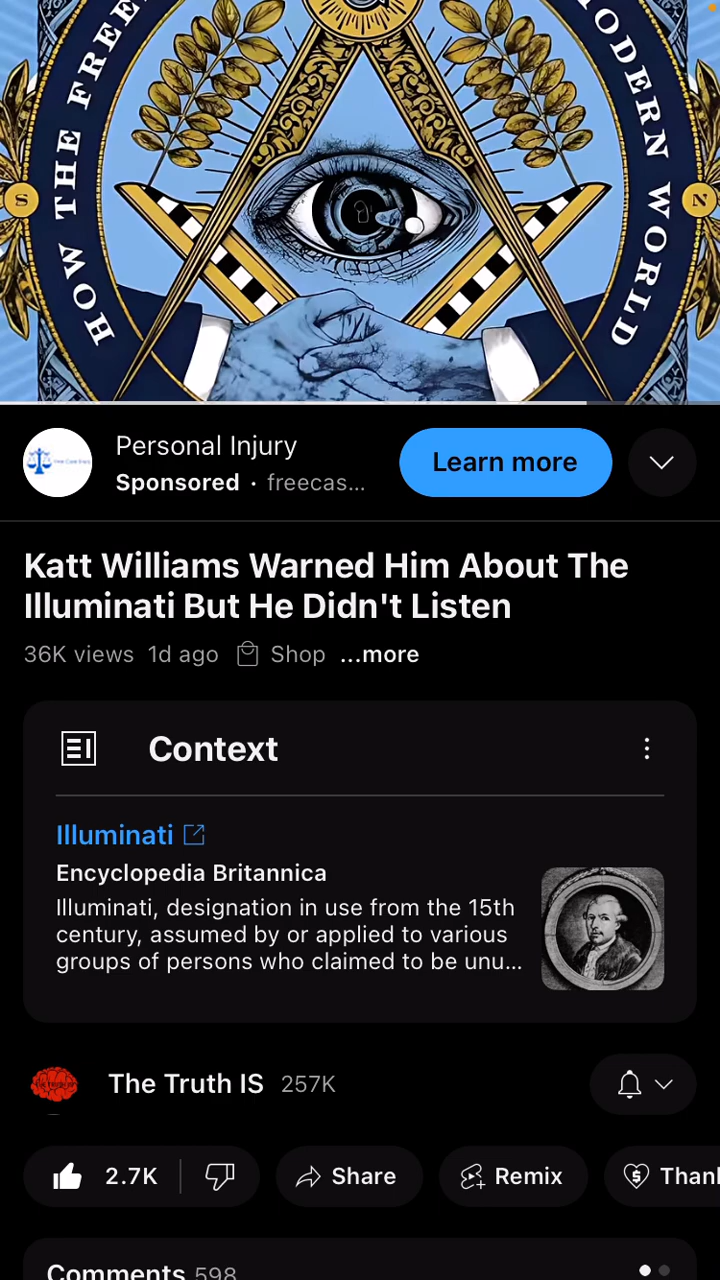 HOW THE FREE
MODERN WORLD
S
N
Personal Injury
Learn more
Sponsored · freecas...
Katt Williams Warned Him About The
Illuminati But He Didn't Listen
36K views 1d ago Shop ...more
Context
Illuminati
Encyclopedia Britannica
Illuminati, designation in use from the 15th
century, assumed by or applied to various
groups of persons who claimed to be unu...
The Truth IS 257K
2.7K Share Remix Thank
Comments 598